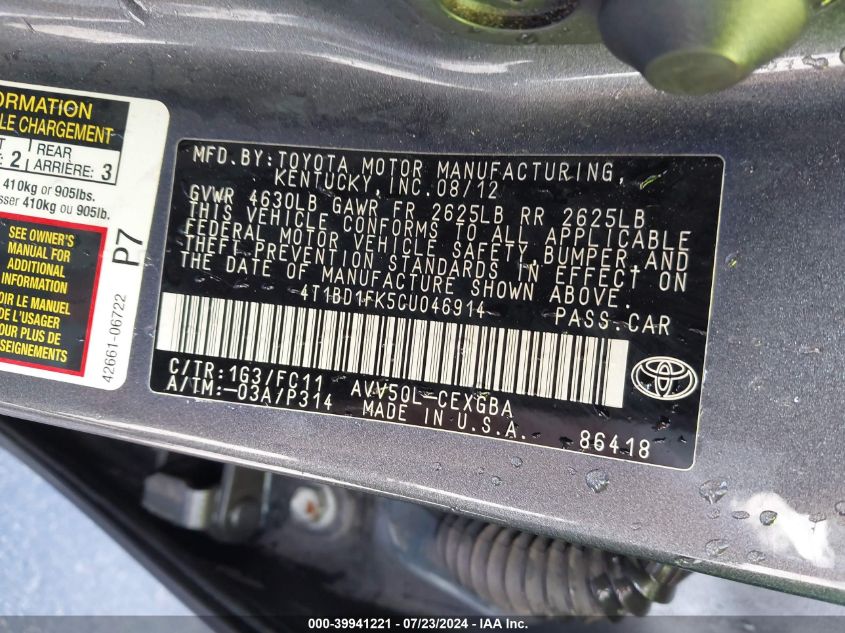 ORMATION
LE CHARGEMENT
2 REAR
ARRIÈRE: 3
410kg or 905lbs.
sser 410kg ou 905lb.
SEE OWNER'S
MANUAL FOR
ADDITIONAL
INFORMATION
OIR LE MANUEL
DE L'USAGER
OUR PLUS DE
SEIGNEMENTS
P7
42661-06722
MFD.BY:TOYOTA MOTOR MANUFACTURING,
KENTUCKY,INC.08/12
GVWR 4630LB GAWR FR 2625LB RR 2625LB
THIS VEHICLE CONFORMS TO ALL APPLICABLE
FEDERAL MOTOR VEHICLE SAFETY,BUMPER,AND
THEFT PREVENTION STANDARDS IN EFFECT ON
THE DATE OF MANUFACTURE SHOWN ABOVE.
4T1BD1FK5CU046914
PASS.CAR
C/TR:1G3/FC11 AVV50L-CEXGBA
A/TM:-03A/P314 MADE IN U.S.A.
86418
000-39941221 - 07/23/2024 - IAA Inc.